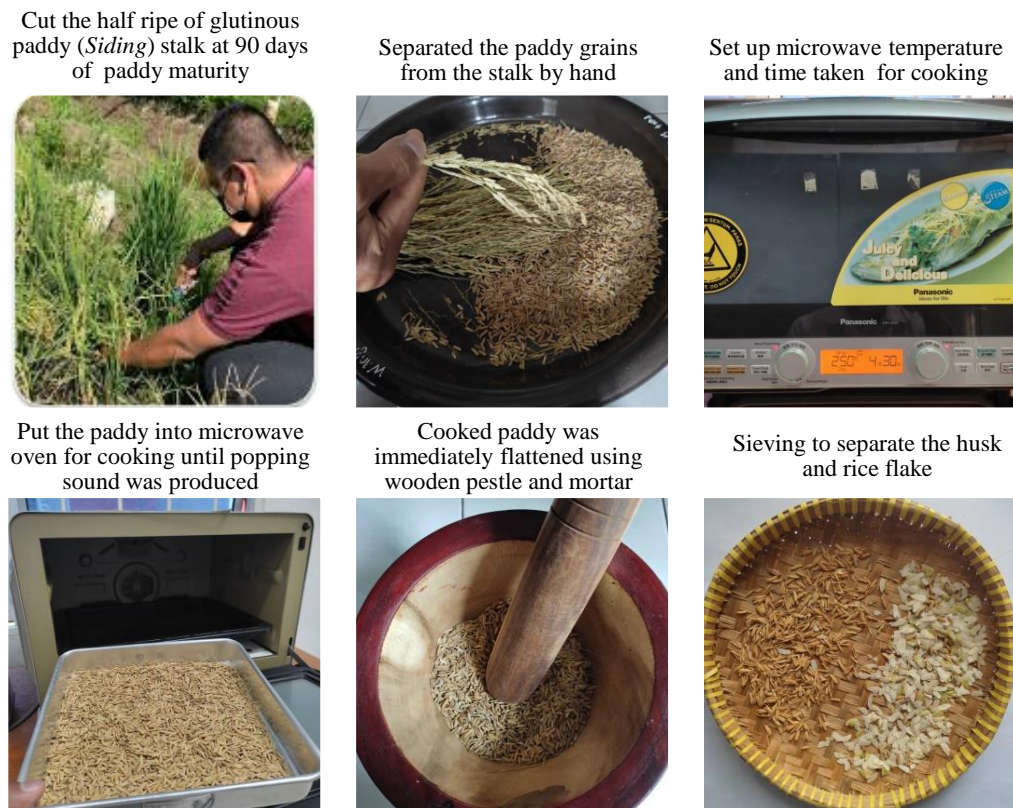 Cut the half ripe of glutinous
paddy (Siding) stalk at 90 days
of paddy maturity
Separated the paddy grains
from the stalk by hand
Set up microwave temperature
and time taken for cooking
Juicy
and
Delicious
Panasonic
ideas for life
Panasonic
250
4 30
Put the paddy into microwave
oven for cooking until popping
sound was produced
Cooked paddy was
immediately flattened using
wooden pestle and mortar
Sieving to separate the husk
and rice flake